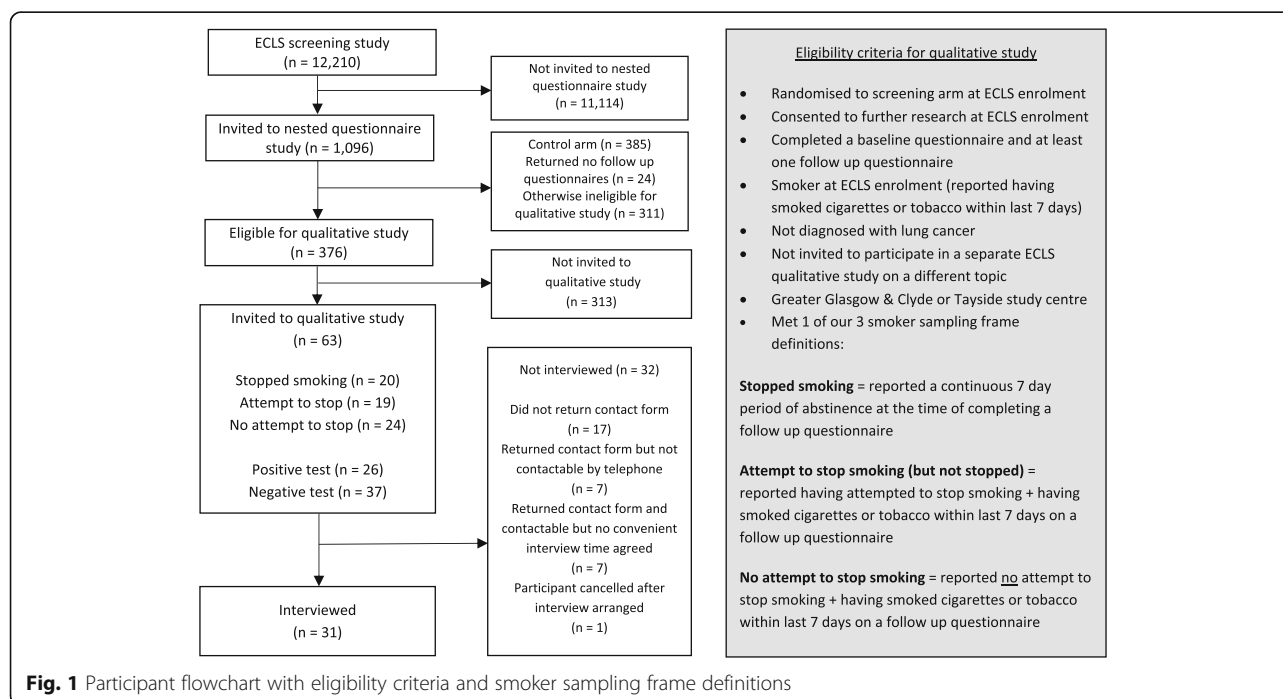 ECLS screening study
(n = 12,210)
Not invited to nested
questionnaire study
(n = 11,114)
Invited to nested questionnaire
study (n = 1,096)
Control arm (n = 385)
Returned no follow up
questionnaires (n = 24)
Otherwise ineligible for
qualitative study (n = 311)
Eligible for qualitative study
(n = 376)
Not invited to
qualitative study
(n = 313)
Invited to qualitative study
(n = 63)
Stopped smoking (n = 20)
Attempt to stop (n = 19)
No attempt to stop (n = 24)
Positive test (n = 26)
Negative test (n = 37)
Not interviewed (n = 32)
Did not return contact form
(n = 17)
Returned contact form but not
contactable by telephone
(n = 7)
Returned contact form and
contactable but no convenient
interview time agreed
(n = 7)
Participant cancelled after
interview arranged
(n = 1)
Interviewed
(n = 31)
Eligibility criteria for qualitative study
• Randomised to screening arm at ECLS enrolment
• Consented to further research at ECLS enrolment
• Completed a baseline questionnaire and at least
one follow up questionnaire
• Smoker at ECLS enrolment (reported having
smoked cigarettes or tobacco within last 7 days)
• Not diagnosed with lung cancer
• Not invited to participate in a separate ECLS
qualitative study on a different topic
• Greater Glasgow & Clyde or Tayside study centre
• Met 1 of our 3 smoker sampling frame
definitions:
Stopped smoking = reported a continuous 7 day
period of abstinence at the time of completing a
follow up questionnaire
Attempt to stop smoking (but not stopped) =
reported having attempted to stop smoking + having
smoked cigarettes or tobacco within last 7 days on a
follow up questionnaire
No attempt to stop smoking = reported no attempt to
stop smoking + having smoked cigarettes or tobacco
within last 7 days on a follow up questionnaire
Fig. 1 Participant flowchart with eligibility criteria and smoker sampling frame definitions